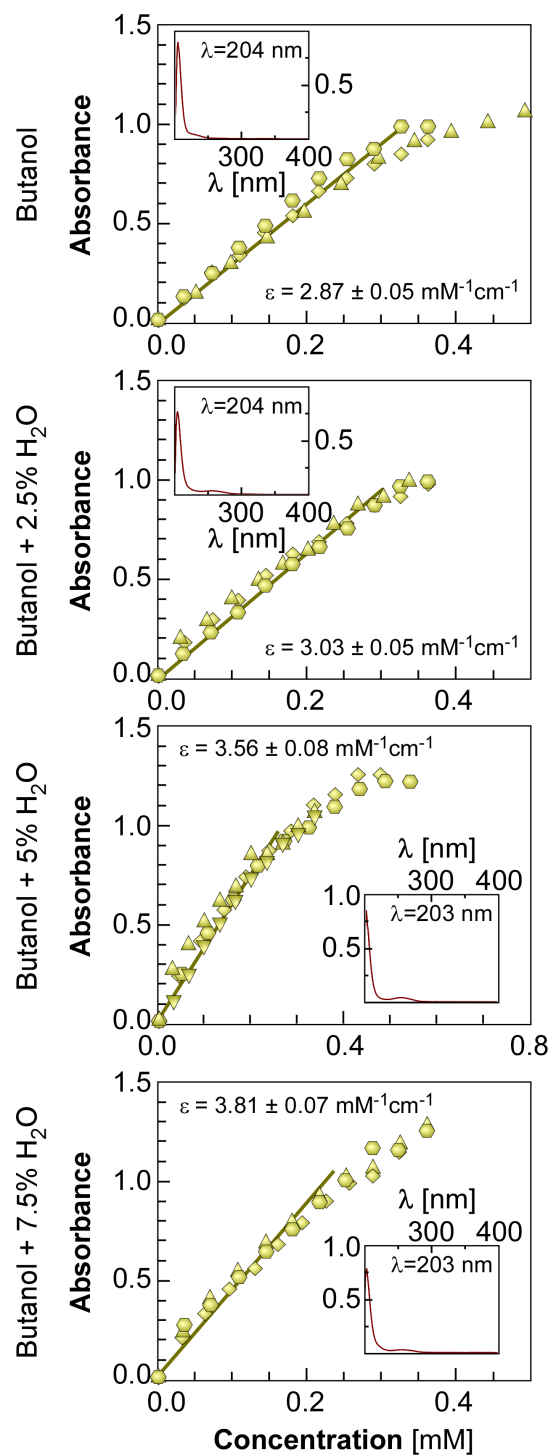 Butanol
Absorbance
1.5
1.0
0.5
0.0
0.0 0.2 0.4
λ=204 nm
0.5
300 400
λ [nm]
ε = 2.87 ± 0.05 mM⁻¹cm⁻¹
Butanol + 2.5% H₂O
Absorbance
1.5
1.0
0.5
0.0
0.0 0.2 0.4
λ=204 nm
0.5
300 400
λ [nm]
ε = 3.03 ± 0.05 mM⁻¹cm⁻¹
Butanol + 5% H₂O
Absorbance
1.5
1.0
0.5
0.0
0.0 0.4 0.8
ε = 3.56 ± 0.08 mM⁻¹cm⁻¹
λ [nm]
300 400
1.0
0.5
λ=203 nm
Butanol + 7.5% H₂O
Absorbance
1.5
1.0
0.5
0.0
0.0 0.2 0.4
ε = 3.81 ± 0.07 mM⁻¹cm⁻¹
λ [nm]
300 400
1.0
0.5
λ=203 nm
Concentration [mM]